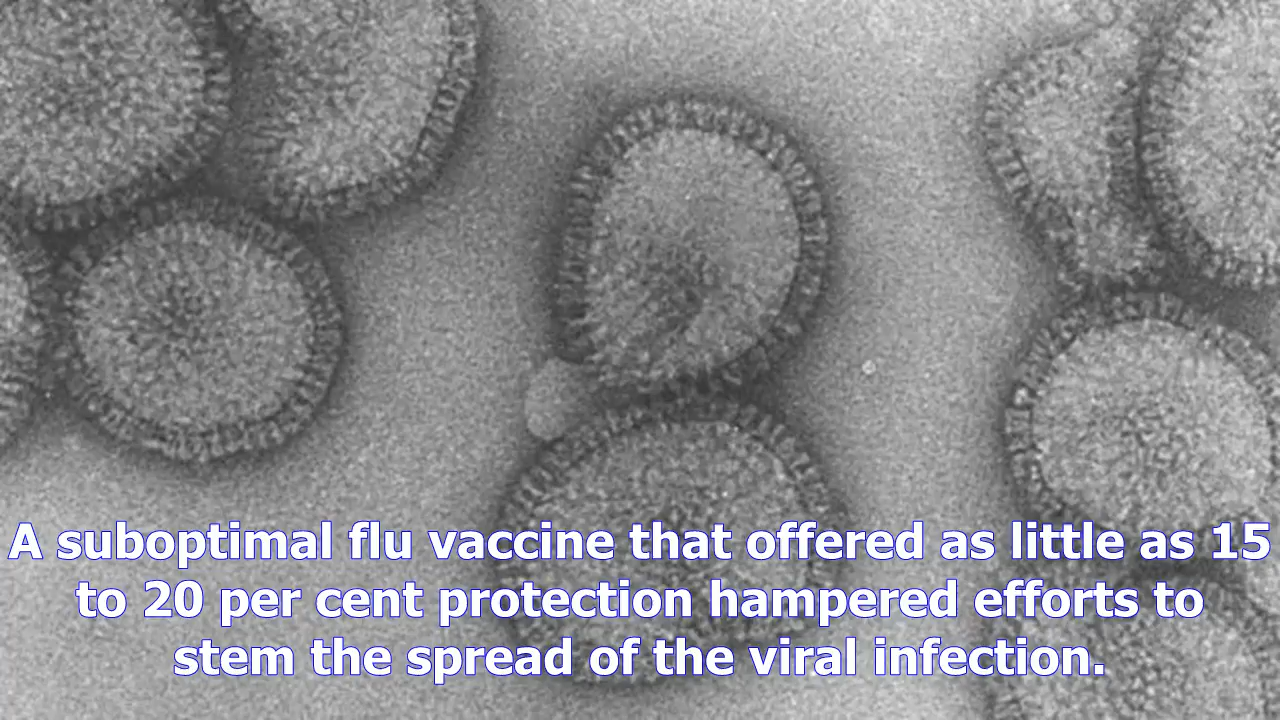 A suboptimal flu vaccine that offered as little as 15
to 20 per cent protection hampered efforts to
stem the spread of the viral infection.